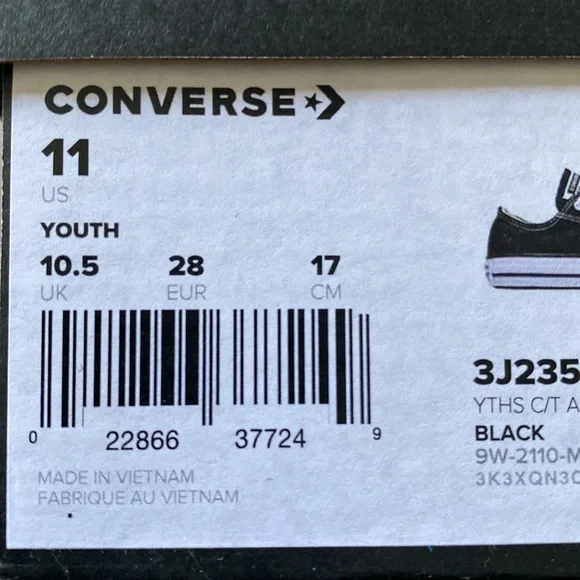 CONVERSE
11
US
YOUTH
10.5 28 17
UK EUR CM
0 22866 37724 9
MADE IN VIETNAM
FABRIQUE AU VIETNAM
3J235
YTHS C/T A
BLACK
9W-2110-M
3K3XQN3C